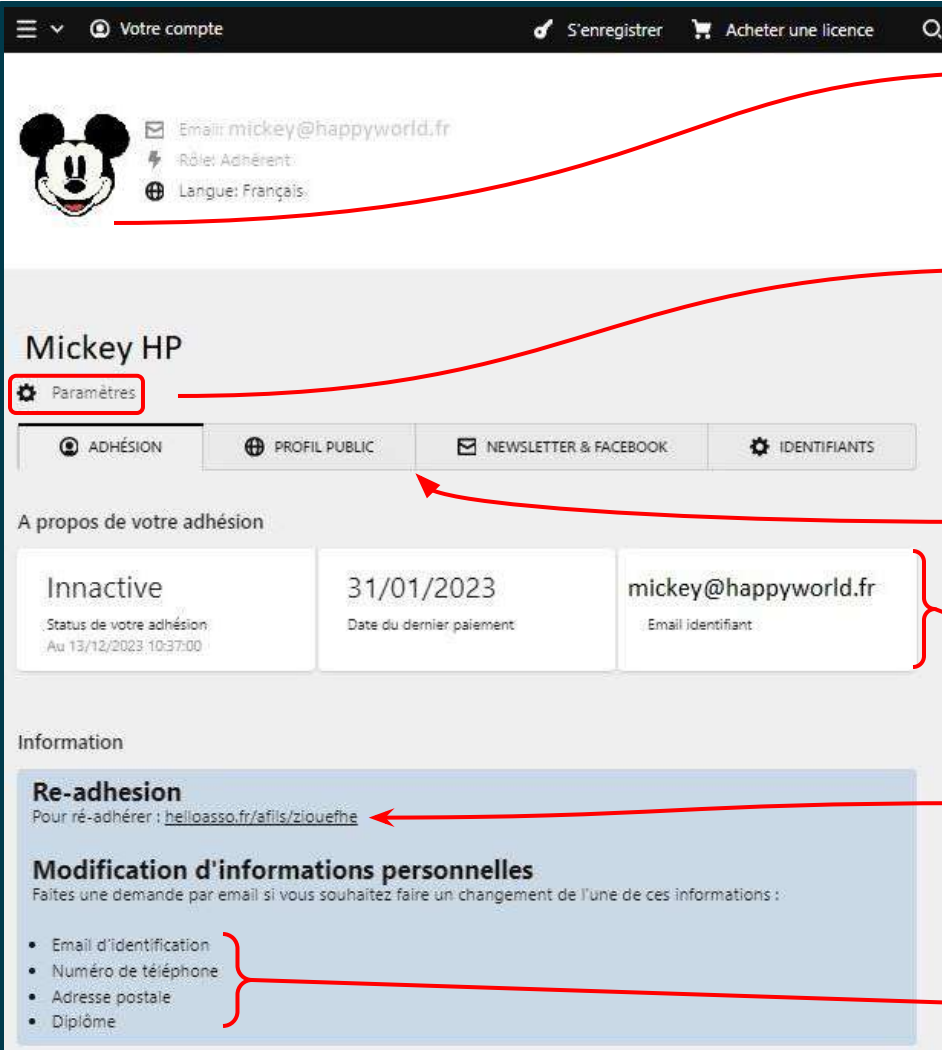 Votre compte S'enregistrer Acheter une licence
Email: mickey@happyworld.fr
Rôle: Adhérent
Langue: Français
Mickey HP
Paramètres
ADHÉSION PROFIL PUBLIC NEWSLETTER & FACEBOOK IDENTIFIANTS
A propos de votre adhésion
Innactive 31/01/2023 mickey@happyworld.fr
Status de votre adhésion Date du dernier paiement Email identifiant
Au 13/12/2023 10:37:00
Information
Re-adhesion
Pour ré-adhérer : helloasso.fr/afils/ziouefhe
Modification d'informations personnelles
Faites une demande par email si vous souhaitez faire un changement de l'une de ces informations :
• Email d'identification
• Numéro de téléphone
• Adresse postale
• Diplôme